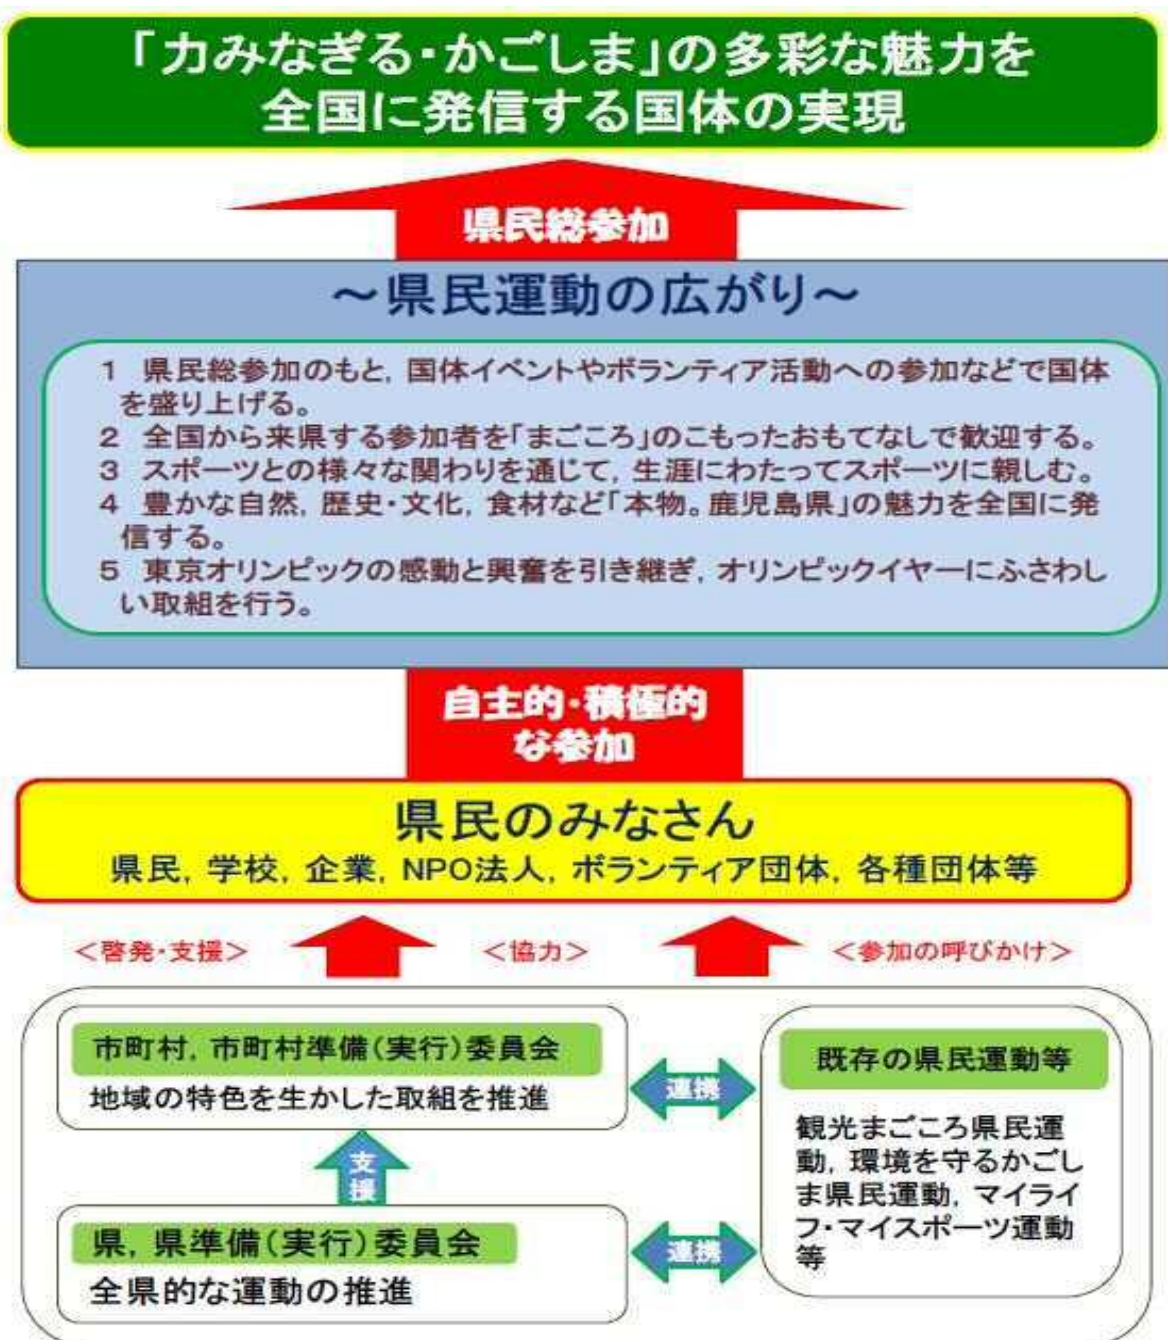 「力みなぎる・かごしま」の多彩な魅力を
全国に発信する国体の実現
県民総参加
～県民運動の広がり～
1 県民総参加のもと，国体イベントやボランティア活動への参加などで国体
を盛り上げる。
2 全国から来県する参加者を「まごころ」のこもったおもてなしで歓迎する。
3 スポーツとの様々な関わりを通じて，生涯にわたってスポーツに親しむ。
4 豊かな自然，歴史・文化，食材など「本物。鹿児島県」の魅力を全国に発
信する。
5 東京オリンピックの感動と興奮を引き継ぎ，オリンピックイヤーにふさわし
い取組を行う。
自主的・積極的
な参加
県民のみなさん
県民，学校，企業，NPO法人，ボランティア団体，各種団体等
＜啓発・支援＞
＜協力＞
＜参加の呼びかけ＞
市町村，市町村準備（実行）委員会
地域の特色を生かした取組を推進
連携
支
援
県，県準備（実行）委員会
全県的な運動の推進
連携
既存の県民運動等
観光まごころ県民運
動，環境を守るかごし
ま県民運動，マイライ
フ・マイスポーツ運動
等